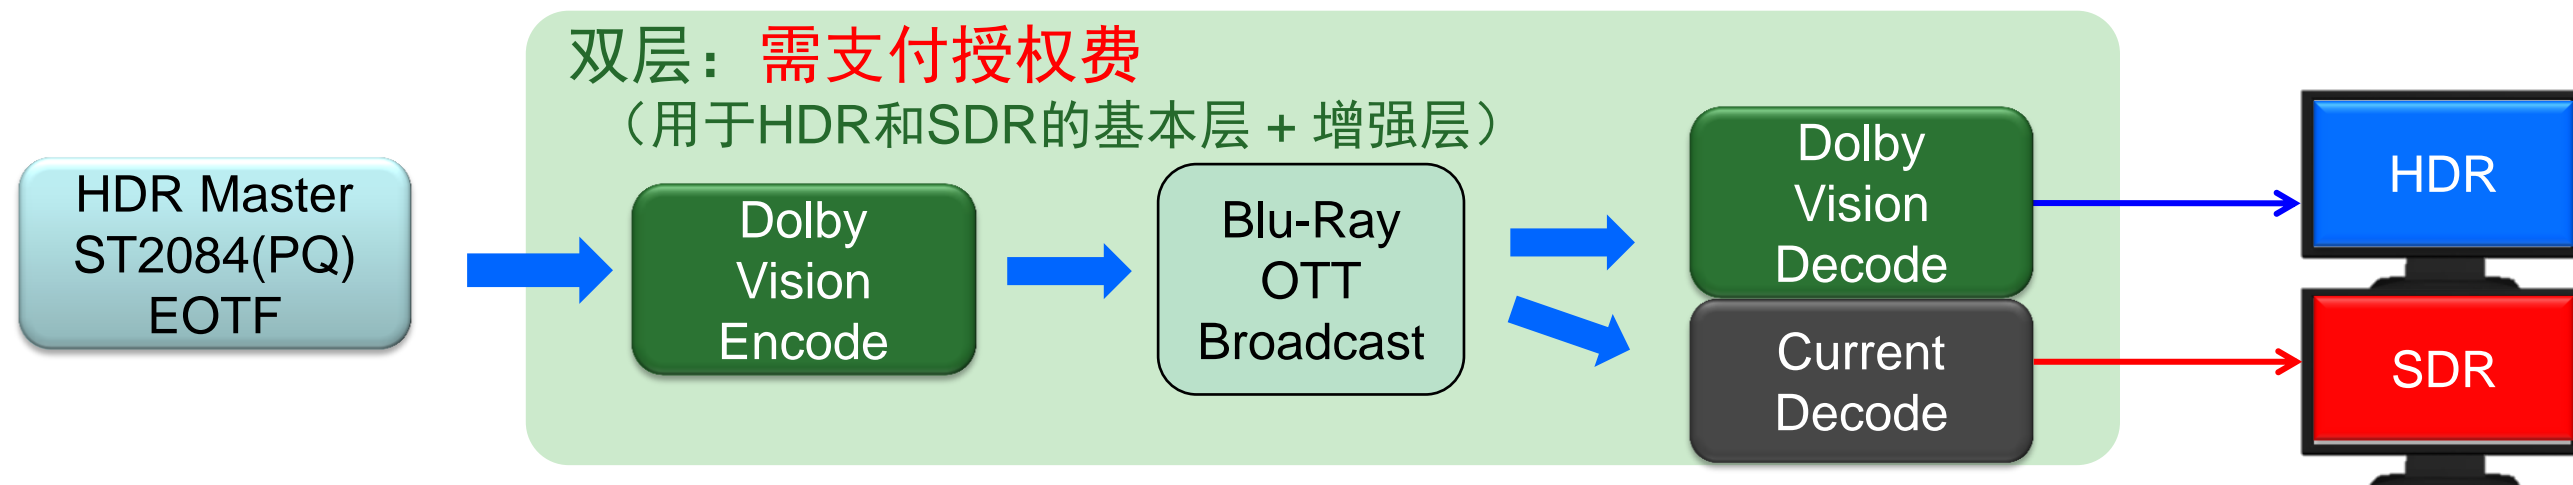 双层：需支付授权费
（用于HDR和SDR的基本层 + 增强层）
HDR Master
ST2084(PQ)
EOTF
Dolby
Vision
Encode
Blu-Ray
OTT
Broadcast
Dolby
Vision
Decode
Current
Decode
HDR
SDR